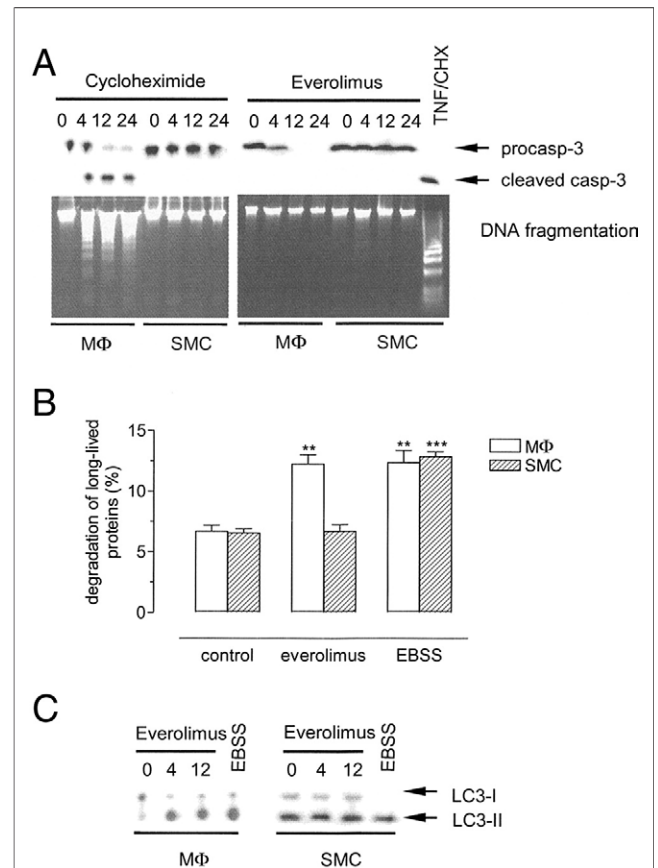 A
Cycloheximide
Everolimus
TNF/CHX
0 4 12 24 0 4 12 24 0 4 12 24 0 4 12 24
procasp-3
cleaved casp-3
DNA fragmentation
MΦ SMC MΦ SMC
B
degradation of long-lived
proteins (%)
15
10
5
0
** ** ***
MΦ
SMC
control everolimus EBSS
C
Everolimus EBSS Everolimus EBSS
0 4 12 0 4 12
LC3-I
LC3-II
MΦ SMC